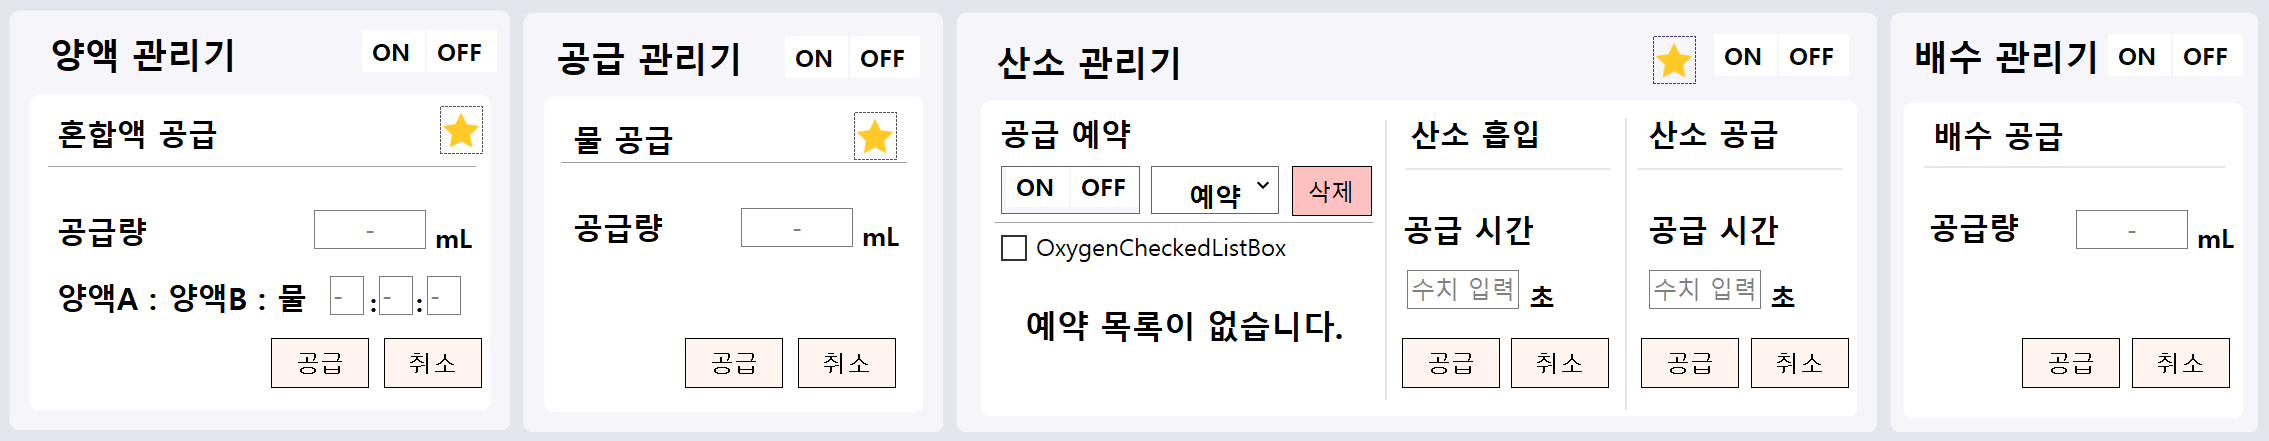 양액 관리기 ON OFF
혼합액 공급
공급량 - mL
양액A : 양액B : 물 - : - : -
공급 취소
공급 관리기 ON OFF
물 공급
공급량 - mL
공급 취소
산소 관리기 ON OFF
공급 예약
ON OFF 예약 삭제
OxygenCheckedListBox
예약 목록이 없습니다.
산소 흡입
공급 시간
수치 입력 초
공급 취소
산소 공급
공급 시간
수치 입력 초
공급 취소
배수 관리기 ON OFF
배수 공급
공급량 - mL
공급 취소